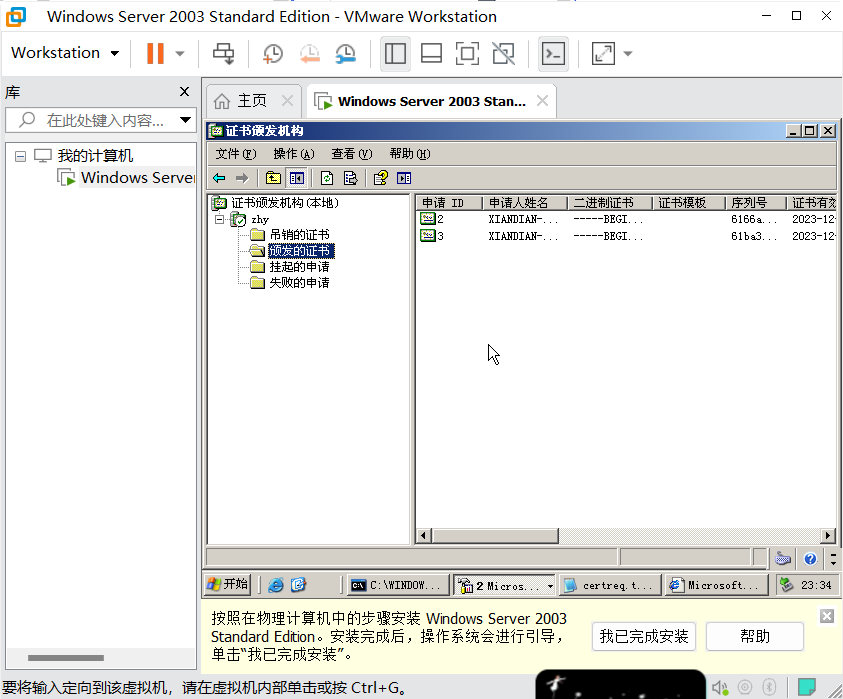 Windows Server 2003 Standard Edition - VMware Workstation
Workstation
库
在此处键入内容...
我的计算机
Windows Server
主页
Windows Server 2003 Stan...
证书颁发机构
文件(F) 操作(A) 查看(V) 帮助(H)
证书颁发机构(本地)
zhy
吊销的证书
颁发的证书
挂起的申请
失败的申请
申请 ID 申请人姓名 二进制证书 证书模板 序列号 证书有效
2 XIANDIAN-... -----BEGI... 6166a... 2023-12-
3 XIANDIAN-... -----BEGI... 61ba3... 2023-12-
开始
C:\WINDOW...
2 Micros...
certreq.t...
Microsoft...
23:34
按照在物理计算机中的步骤安装 Windows Server 2003
Standard Edition。安装完成后，操作系统会进行引导，
单击“我已完成安装”。
我已完成安装
帮助
要将输入定向到该虚拟机，请在虚拟机内部单击或按 Ctrl+G。